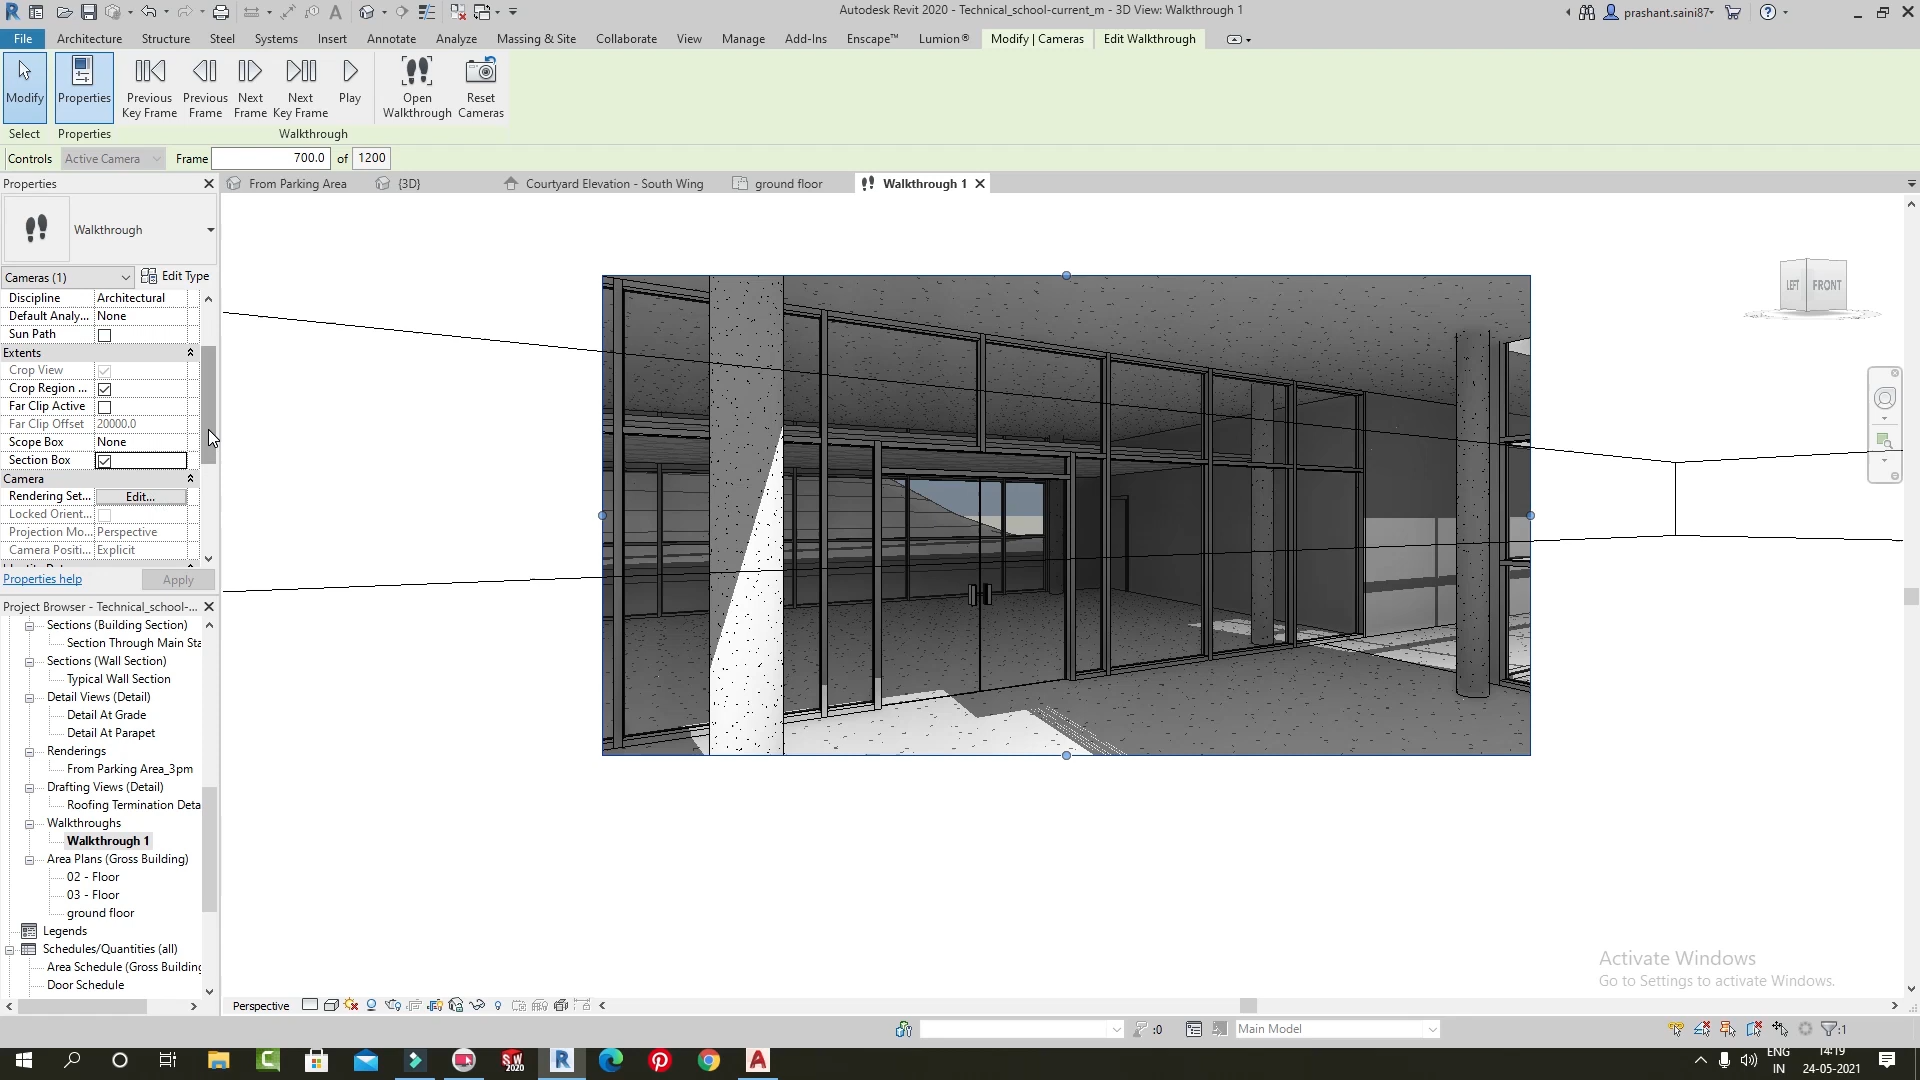 Autodesk Revit 2020 - Technical_school-current_m - 3D View: Walkthrough 1
prashant.saini87
File
Architecture
Structure
Steel
Systems
Insert
Annotate
Analyze
Massing & Site
Collaborate
View
Manage
Add-Ins
Enscape™
Lumion®
Modify | Cameras
Edit Walkthrough
Modify
Properties
Previous
Key Frame
Previous
Frame
Next
Frame
Next
Key Frame
Play
Open
Walkthrough
Reset
Cameras
Select
Properties
Walkthrough
Controls
Active Camera
Frame
700.0
of
1200
Properties
From Parking Area
{3D}
Courtyard Elevation - South Wing
ground floor
Walkthrough 1
Walkthrough
Cameras (1)
Edit Type
Discipline
Architectural
Default Analy...
None
Sun Path
Extents
Crop View
Crop Region ...
Far Clip Active
Far Clip Offset
20000.0
Scope Box
None
Section Box
Camera
Rendering Set...
Edit...
Locked Orient...
Projection Mo...
Perspective
Camera Positi...
Explicit
Properties help
Apply
LEFT
FRONT
Project Browser - Technical_school-...
Sections (Building Section)
Section Through Main Sta
Sections (Wall Section)
Typical Wall Section
Detail Views (Detail)
Detail At Grade
Detail At Parapet
Renderings
From Parking Area_3pm
Drafting Views (Detail)
Roofing Termination Deta
Walkthroughs
Walkthrough 1
Area Plans (Gross Building)
02 - Floor
03 - Floor
ground floor
Legends
Schedules/Quantities (all)
Area Schedule (Gross Building
Door Schedule
Activate Windows
Go to Settings to activate Windows.
Perspective
:0
Main Model
:1
SW
2020
ENG
IN
14:19
24-05-2021